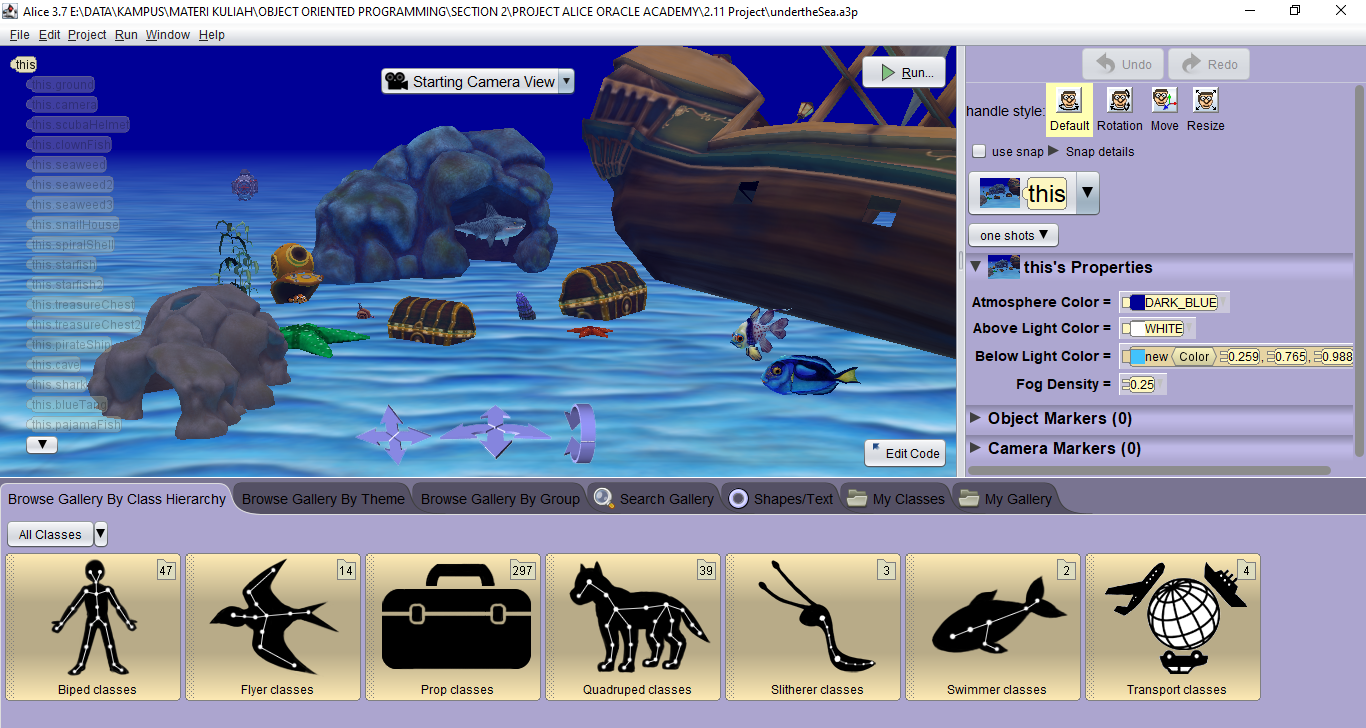 Alice 3.7 E:\DATA\KAMPUS\MATERI KULIAH\OBJECT ORIENTED PROGRAMMING\SECTION 2\PROJECT ALICE ORACLE ACADEMY\2.11 Project\undertheSea.a3p
File Edit Project Run Window Help
this
this.ground
this.camera
this.scubaHelmet
this.clownFish
this.seaweed
this.seaweed2
this.seaweed3
this.snailHouse
this.spiralShell
this.starfish
this.starfish2
this.treasureChest
this.treasureChest2
this.pirateShip
this.cave
this.shark
this.blueTang
this.pajamaFish
Starting Camera View
Run...
Edit Code
Undo Redo
handle style:
Default Rotation Move Resize
use snap Snap details
this
one shots
this's Properties
Atmosphere Color = DARK_BLUE
Above Light Color = WHITE
Below Light Color = new Color 0.259, 0.765, 0.988
Fog Density = 0.25
Object Markers (0)
Camera Markers (0)
Browse Gallery By Class Hierarchy Browse Gallery By Theme Browse Gallery By Group Search Gallery Shapes/Text My Classes My Gallery
All Classes
47 14 297 39 3 2 4
Biped classes Flyer classes Prop classes Quadruped classes Slitherer classes Swimmer classes Transport classes